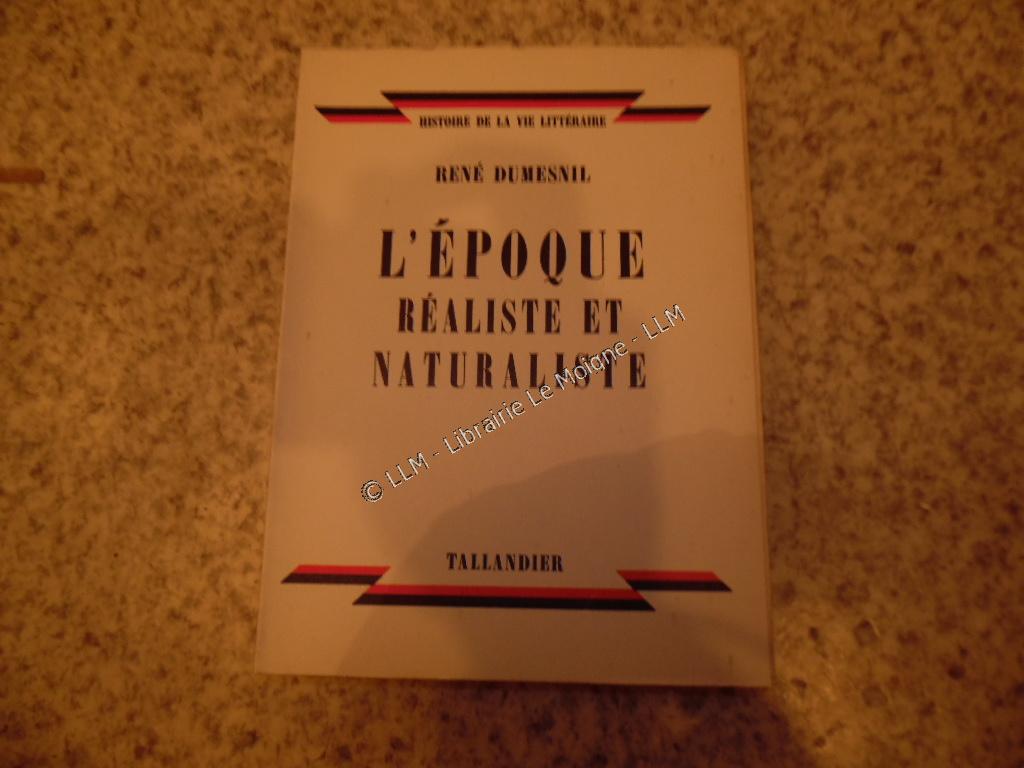 HISTOIRE DE LA VIE LITTÉRAIRE
RENÉ DUMESNIL
L'ÉPOQUE
RÉALISTE ET
NATURALISTE
© LLM - Librairie Le Moigne - LLM
TALLANDIER